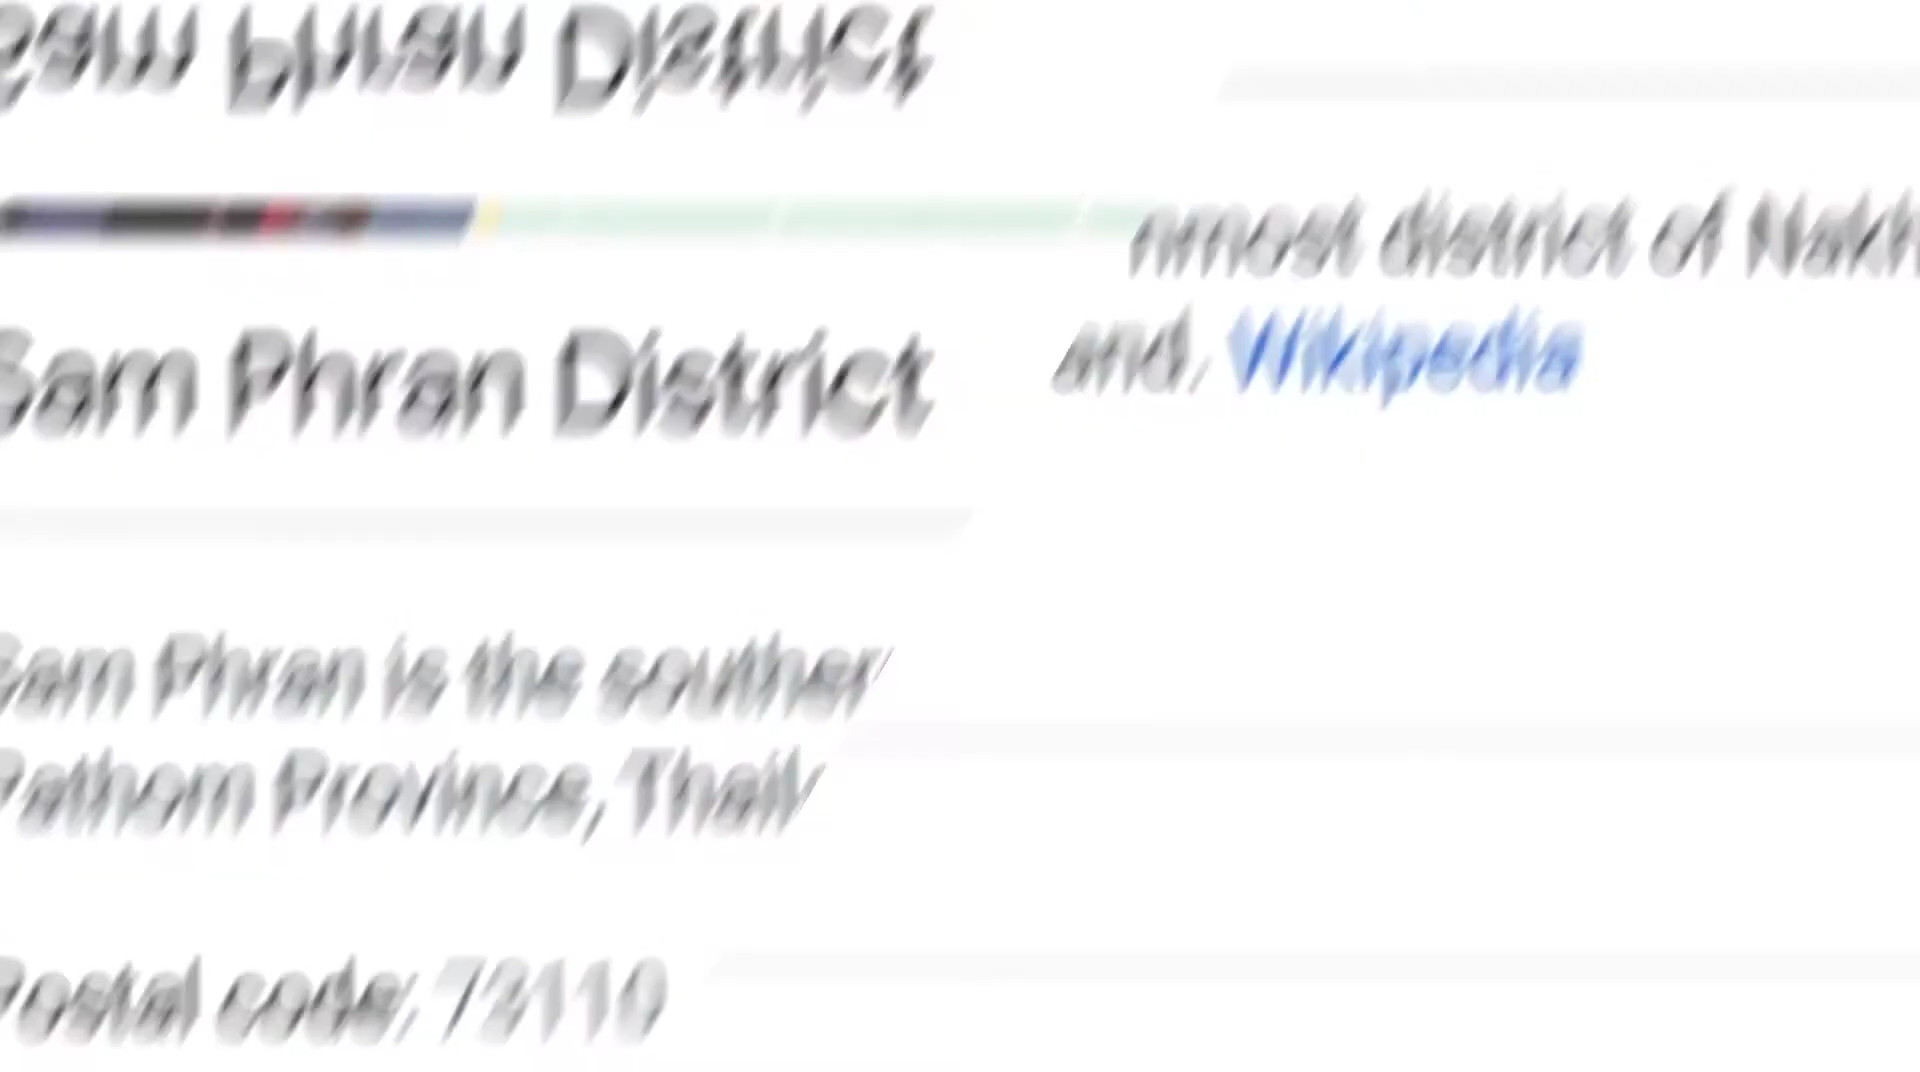 Sam Phran District
Sam Phran District
Sam Phran is the souther
Pathom Province, Thail
nmost district of Nakh
and. Wikipedia
Postal code: 73110